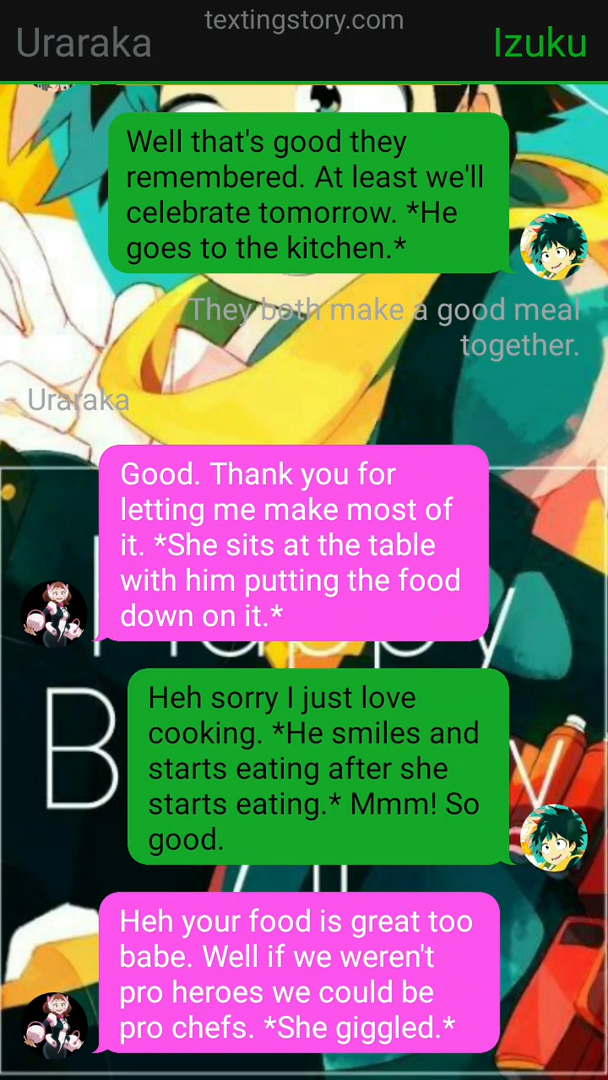 textingstory.com
Uraraka
Izuku
Well that's good they
remembered. At least we'll
celebrate tomorrow. *He
goes to the kitchen.*
They both make a good meal
together.
Uraraka
Good. Thank you for
letting me make most of
it. *She sits at the table
with him putting the food
down on it.*
Heh sorry I just love
cooking. *He smiles and
starts eating after she
starts eating.* Mmm! So
good.
Heh your food is great too
babe. Well if we weren't
pro heroes we could be
pro chefs. *She giggled.*